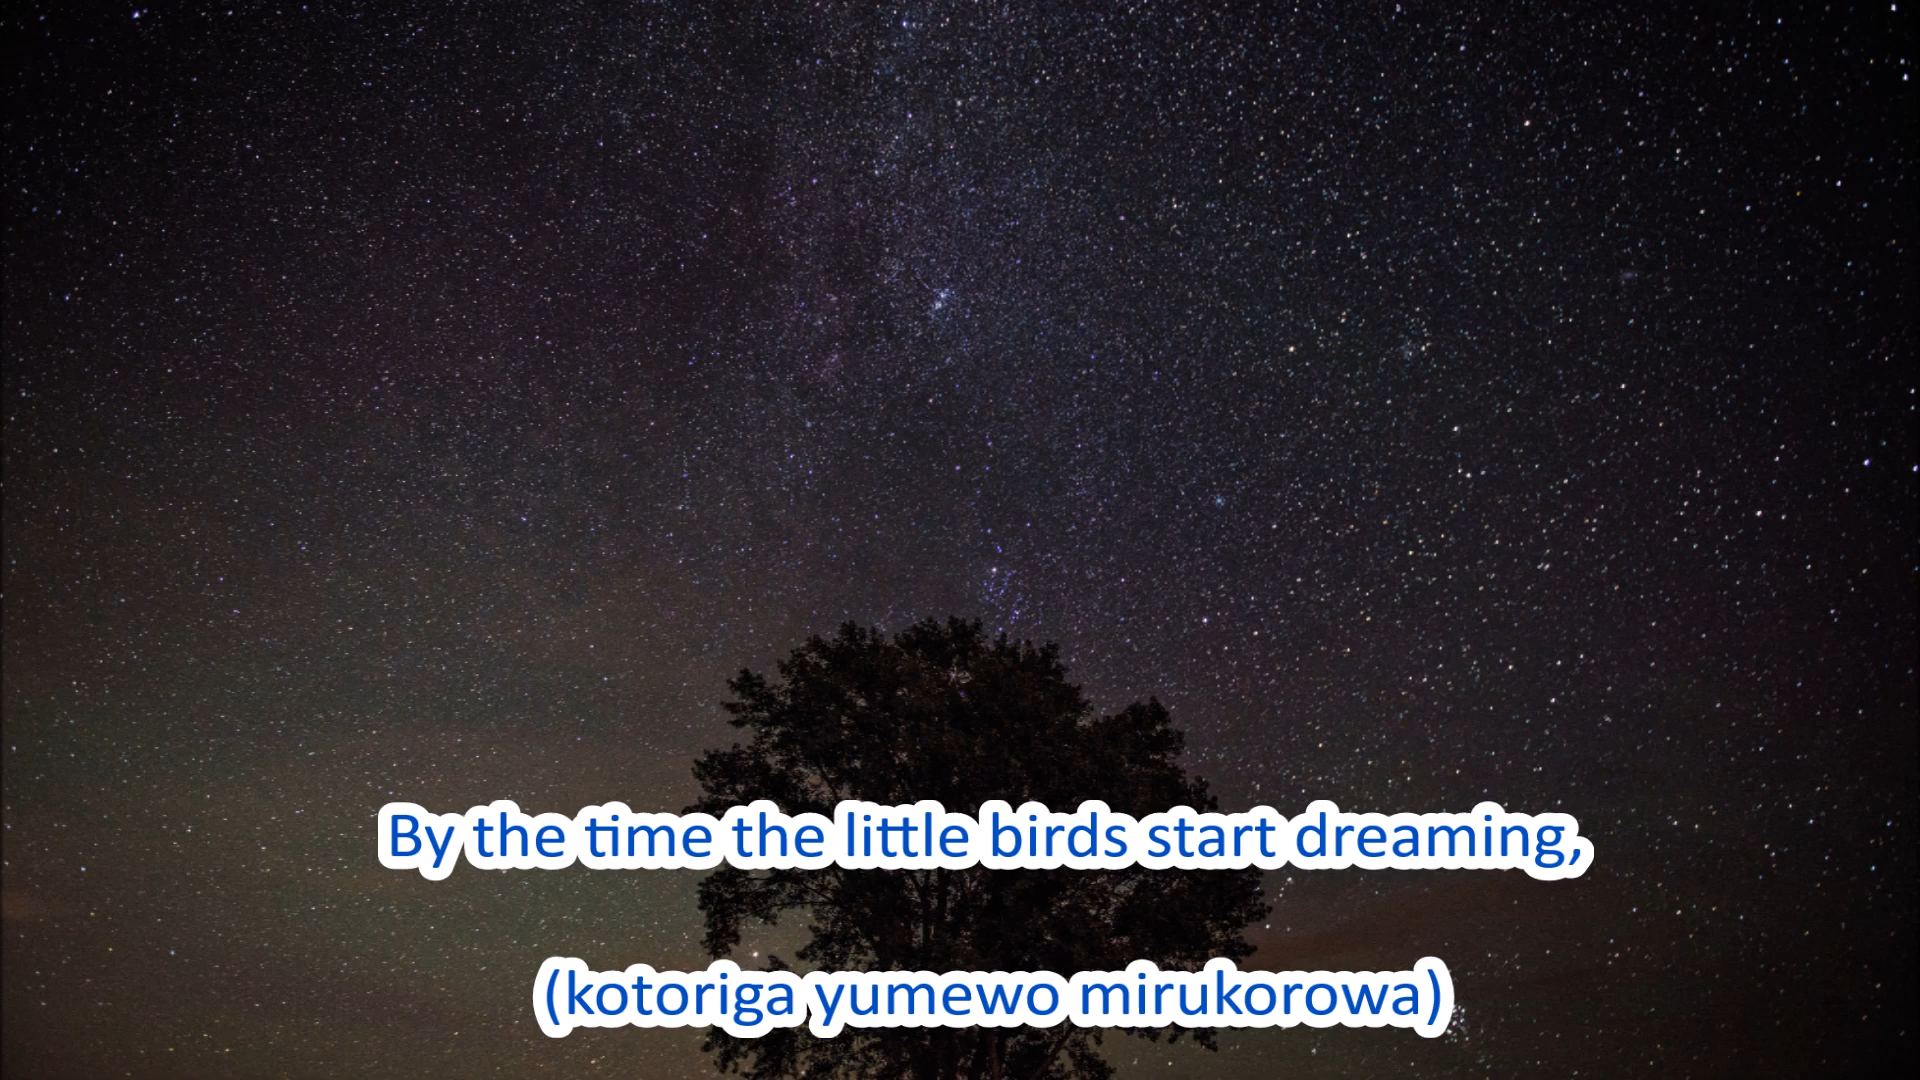 By the time the little birds start dreaming,
(kotoriga yumewo mirukorowa)